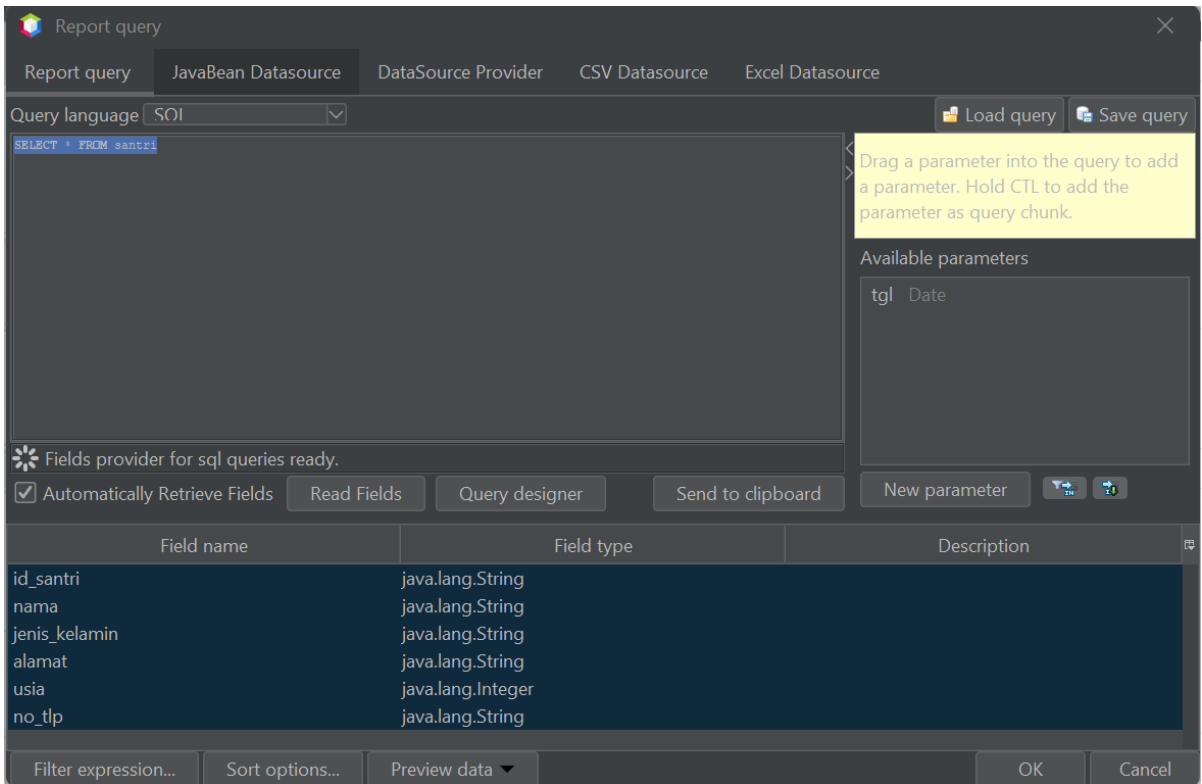 Report query
Report query JavaBean Datasource DataSource Provider CSV Datasource Excel Datasource
Query language SQL Load query Save query
SELECT * FROM santri
Drag a parameter into the query to add
a parameter. Hold CTL to add the
parameter as query chunk.
Available parameters
tgl Date
Fields provider for sql queries ready.
Automatically Retrieve Fields Read Fields Query designer Send to clipboard New parameter
Field name Field type Description
id_santri java.lang.String
nama java.lang.String
jenis_kelamin java.lang.String
alamat java.lang.String
usia java.lang.Integer
no_tlp java.lang.String
Filter expression... Sort options... Preview data OK Cancel